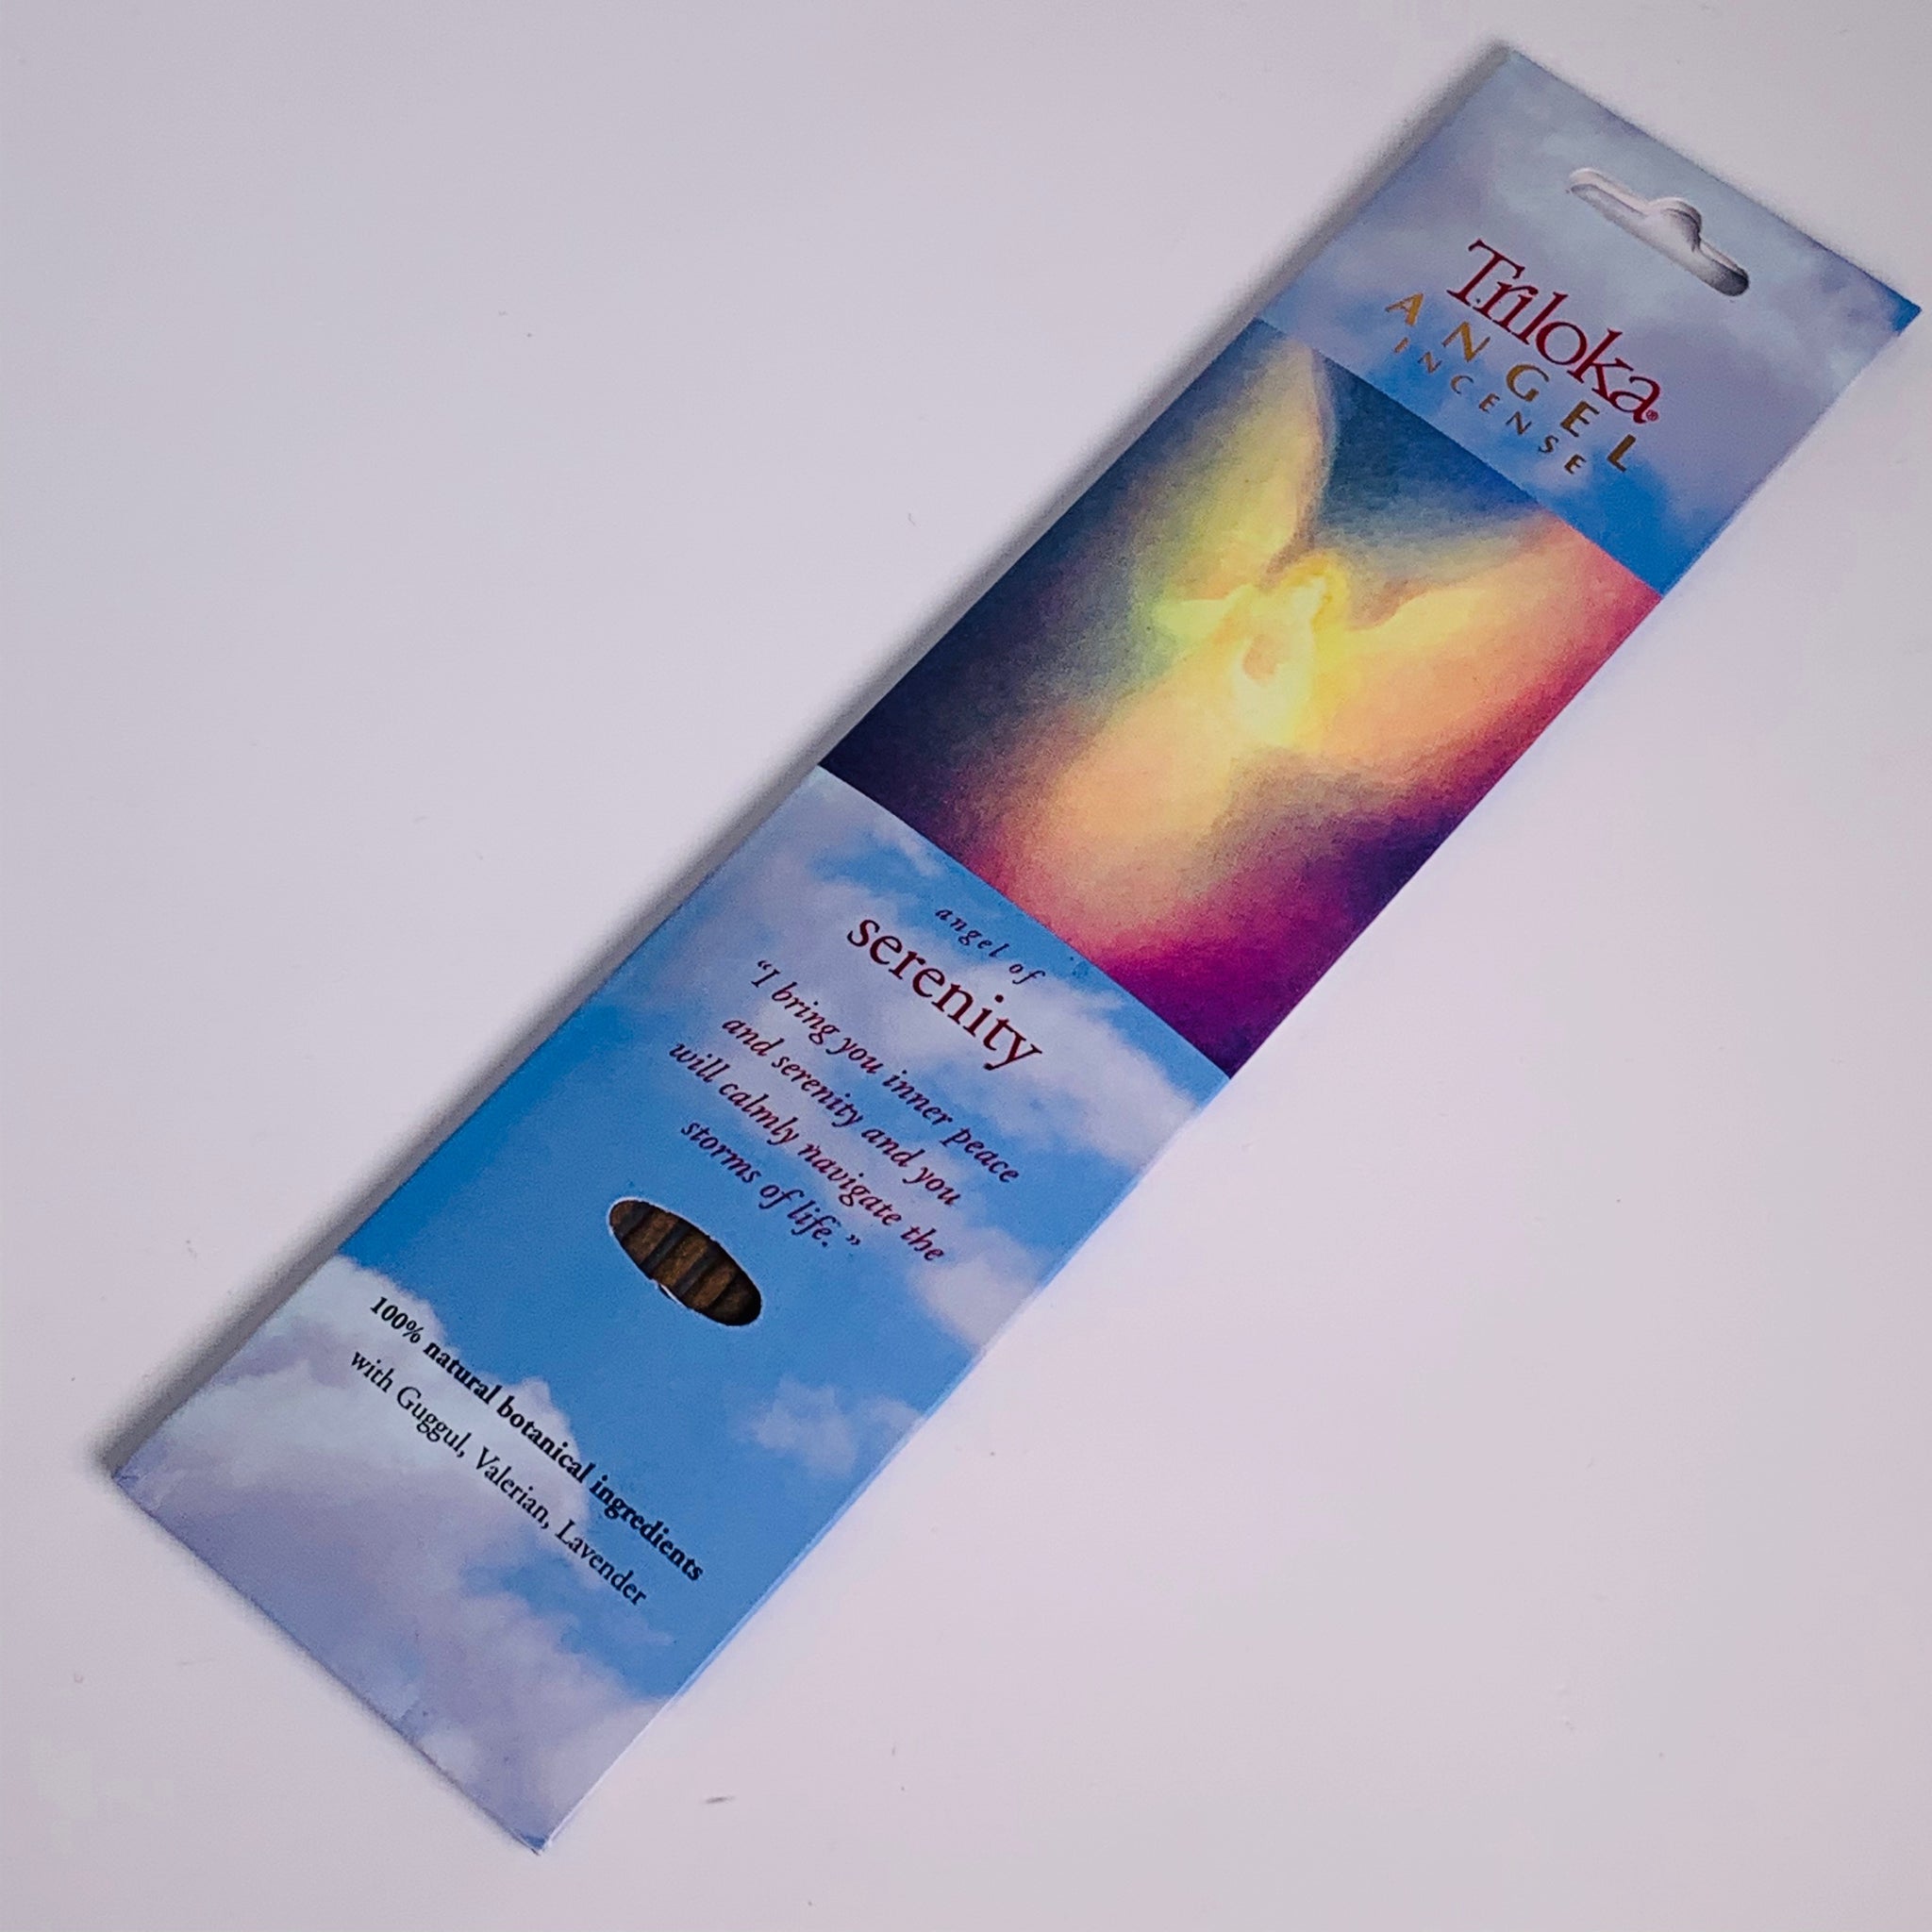 Triloka®
ANGEL
INCENSE
angel of
serenity
“I bring you inner peace
and serenity and you
will calmly navigate the
storms of life.”
100% natural botanical ingredients
with Guggul, Valerian, Lavender